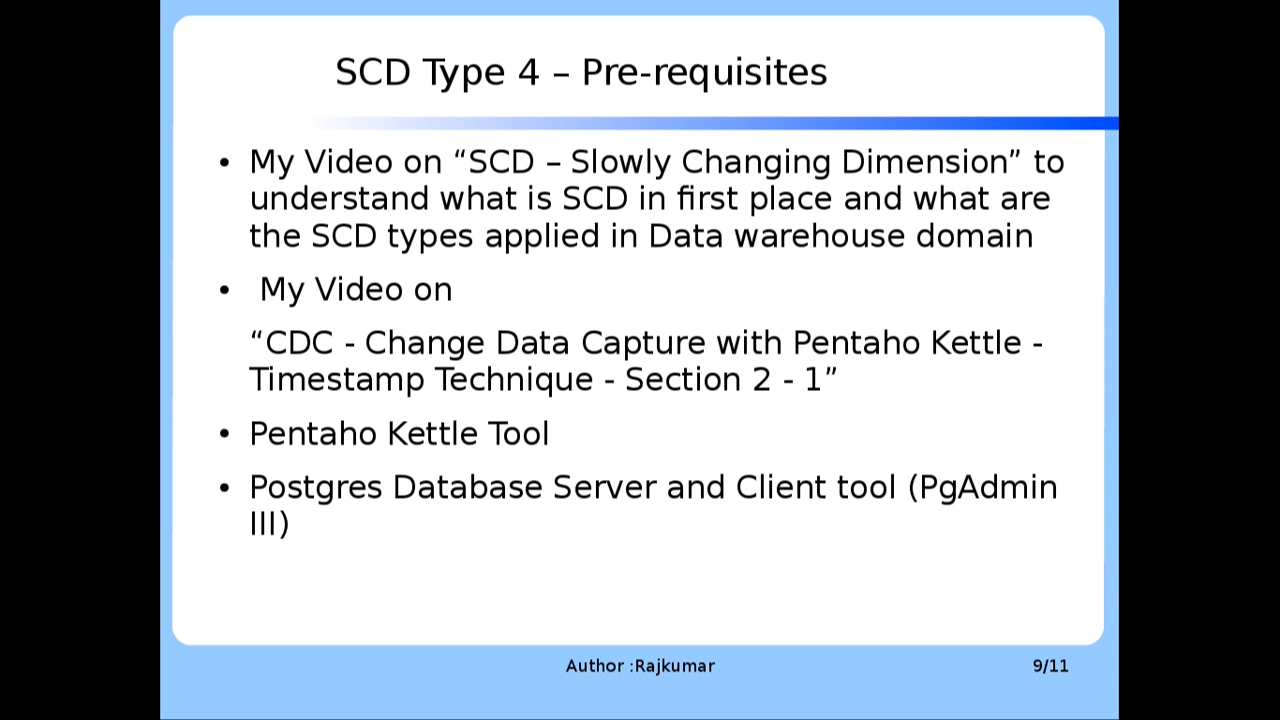 SCD Type 4 – Pre-requisites
• My Video on “SCD – Slowly Changing Dimension” to
understand what is SCD in first place and what are
the SCD types applied in Data warehouse domain
• My Video on
“CDC - Change Data Capture with Pentaho Kettle -
Timestamp Technique - Section 2 - 1”
• Pentaho Kettle Tool
• Postgres Database Server and Client tool (PgAdmin
III)
Author :Rajkumar
9/11